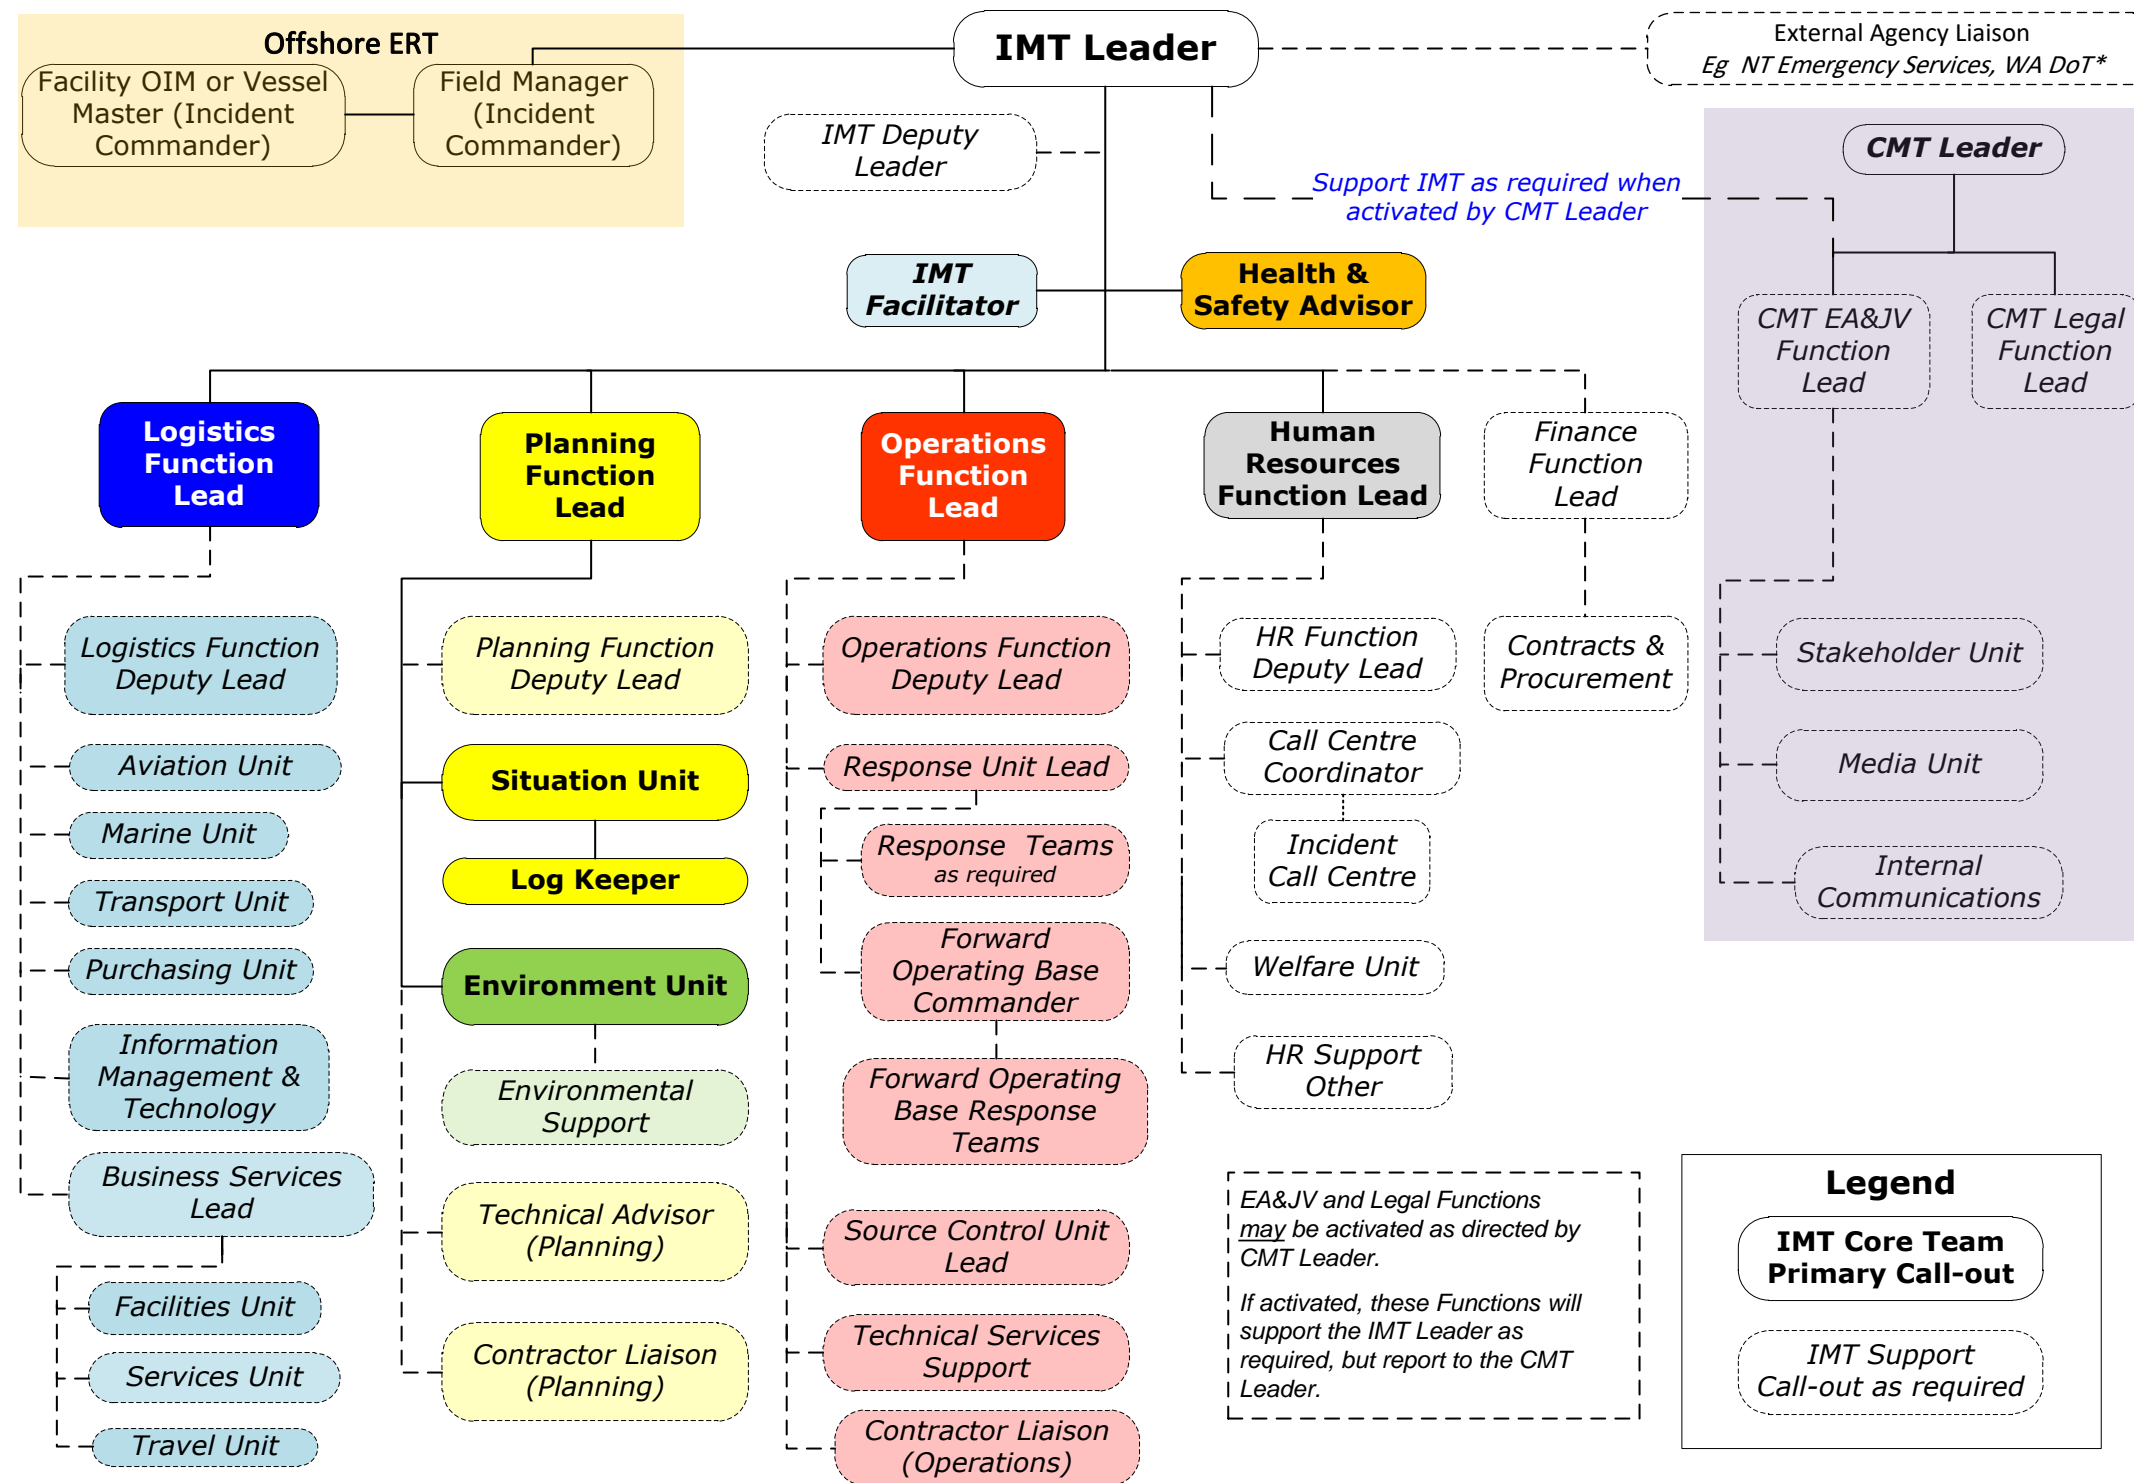 Offshore ERT
Facility OIM or Vessel
Master (Incident
Commander)
Field Manager
(Incident
Commander)
IMT Leader
External Agency Liaison
Eg NT Emergency Services, WA DoT*
IMT Deputy
Leader
Support IMT as required when
activated by CMT Leader
CMT Leader
IMT
Facilitator
Health &
Safety Advisor
CMT EA&JV
Function
Lead
CMT Legal
Function
Lead
Logistics
Function
Lead
Planning
Function
Lead
Operations
Function
Lead
Human
Resources
Function Lead
Finance
Function
Lead
Logistics Function
Deputy Lead
Aviation Unit
Marine Unit
Transport Unit
Purchasing Unit
Information
Management &
Technology
Business Services
Lead
Facilities Unit
Services Unit
Travel Unit
Planning Function
Deputy Lead
Situation Unit
Log Keeper
Environment Unit
Environmental
Support
Technical Advisor
(Planning)
Contractor Liaison
(Planning)
Operations Function
Deputy Lead
Response Unit Lead
Response Teams
as required
Forward
Operating Base
Commander
Forward Operating
Base Response
Teams
Source Control Unit
Lead
Technical Services
Support
Contractor Liaison
(Operations)
HR Function
Deputy Lead
Call Centre
Coordinator
Incident
Call Centre
Welfare Unit
HR Support
Other
Contracts &
Procurement
Stakeholder Unit
Media Unit
Internal
Communications
EA&JV and Legal Functions
may be activated as directed by
CMT Leader.
If activated, these Functions will
support the IMT Leader as
required, but report to the CMT
Leader.
Legend
IMT Core Team
Primary Call-out
IMT Support
Call-out as required